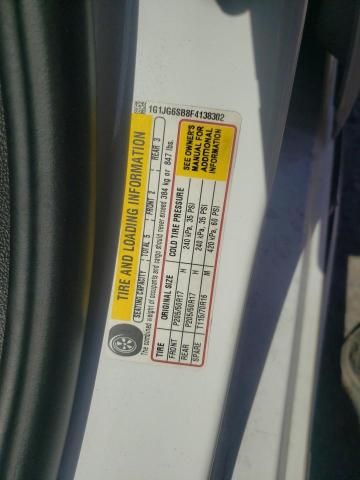 1G1JG6SB8F4138302
TIRE AND LOADING INFORMATION
SEATING CAPACITY TOTAL 5 FRONT 2 REAR 3
The combined weight of occupants and cargo should never exceed 384 kg or 847 lbs.
TIRE ORIGINAL SIZE COLD TIRE PRESSURE
FRONT P205/50R17 H 240 kPa, 35 PSI
REAR P205/50R17 H 240 kPa, 35 PSI
SPARE T115/70R16 M 420 kPa, 60 PSI
SEE OWNER'S
MANUAL FOR
ADDITIONAL
INFORMATION